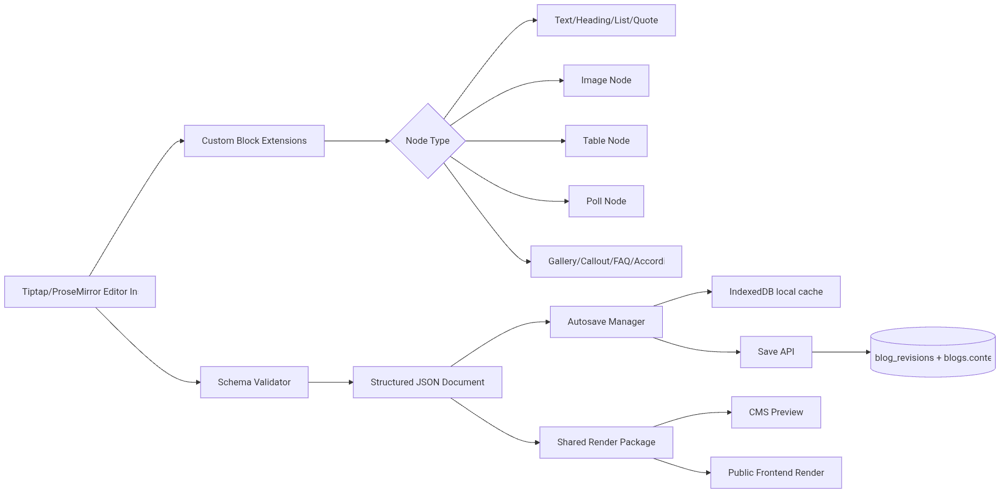 Text/Heading/List/Quote
Image Node
Custom Block Extensions
Node Type
Table Node
Poll Node
Gallery/Callout/FAQ/Accordi
Tiptap/ProseMirror Editor In
IndexedDB local cache
Autosave Manager
Save API
blog_revisions + blogs.conte
Schema Validator
Structured JSON Document
CMS Preview
Shared Render Package
Public Frontend Render